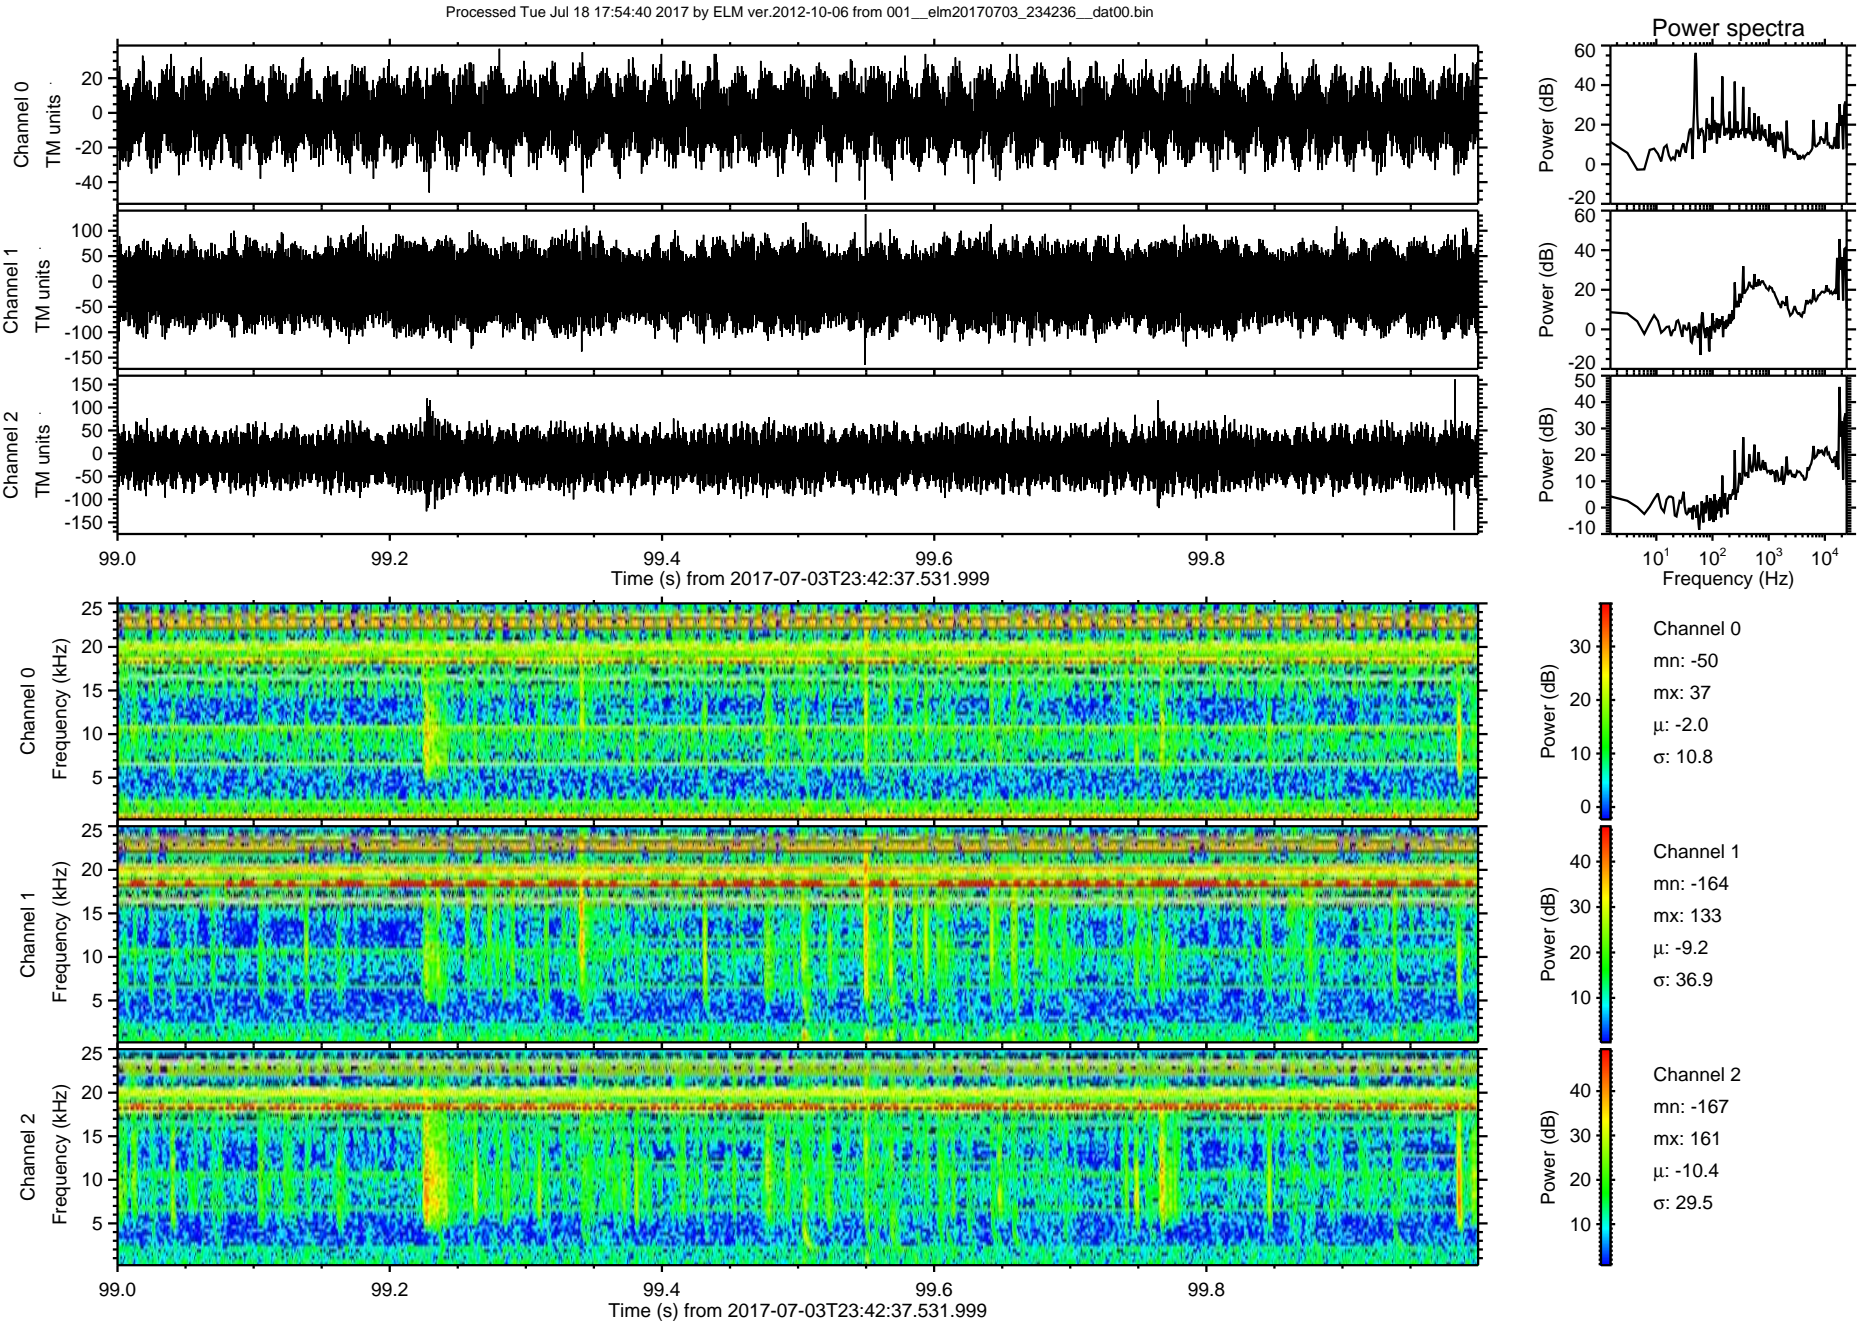 Processed Tue Jul 18 17:54:40 2017 by ELM ver.2012-10-06 from 001__elm20170703_234236__dat00.bin
Power spectra
Channel 0
TM units
20
0
-20
-40
Power (dB)
60
40
20
0
-20
Channel 1
TM units
100
50
0
-50
-100
-150
Power (dB)
60
40
20
0
-20
Channel 2
TM units
150
100
50
0
-50
-100
-150
Power (dB)
50
40
30
20
10
0
-10
99.0 99.2 99.4 99.6 99.8
Time (s) from 2017-07-03T23:42:37.531.999
10^1 10^2 10^3 10^4
Frequency (Hz)
Channel 0
Frequency (kHz)
25
20
15
10
5
Power (dB)
30
20
10
0
Channel 0
mn: -50
mx: 37
μ: -2.0
σ: 10.8
Channel 1
Frequency (kHz)
25
20
15
10
5
Power (dB)
40
30
20
10
Channel 1
mn: -164
mx: 133
μ: -9.2
σ: 36.9
Channel 2
Frequency (kHz)
25
20
15
10
5
Power (dB)
40
30
20
10
Channel 2
mn: -167
mx: 161
μ: -10.4
σ: 29.5
99.0 99.2 99.4 99.6 99.8
Time (s) from 2017-07-03T23:42:37.531.999